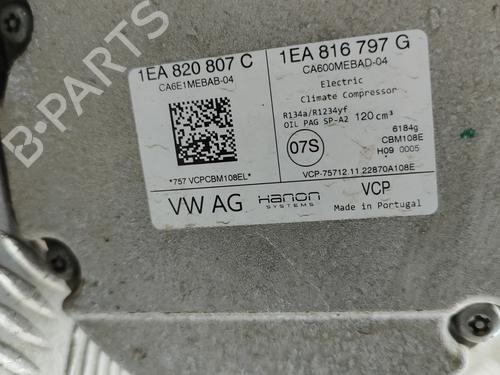 B-PARTS
1EA 820 807 C
CA6E1MEBAB-04
*757 VCPCBM108EL*
VW AG
Hanon
SYSTEMS
1EA 816 797 G
CA600MEBAD-04
Electric
Climate Compressor
R134a/R1234yf
OIL PAG SP-A2 120 cm³
07S
6184g
CBM108E
H09 0005
VCP-75712.11.22870A108E
VCP
Made in Portugal